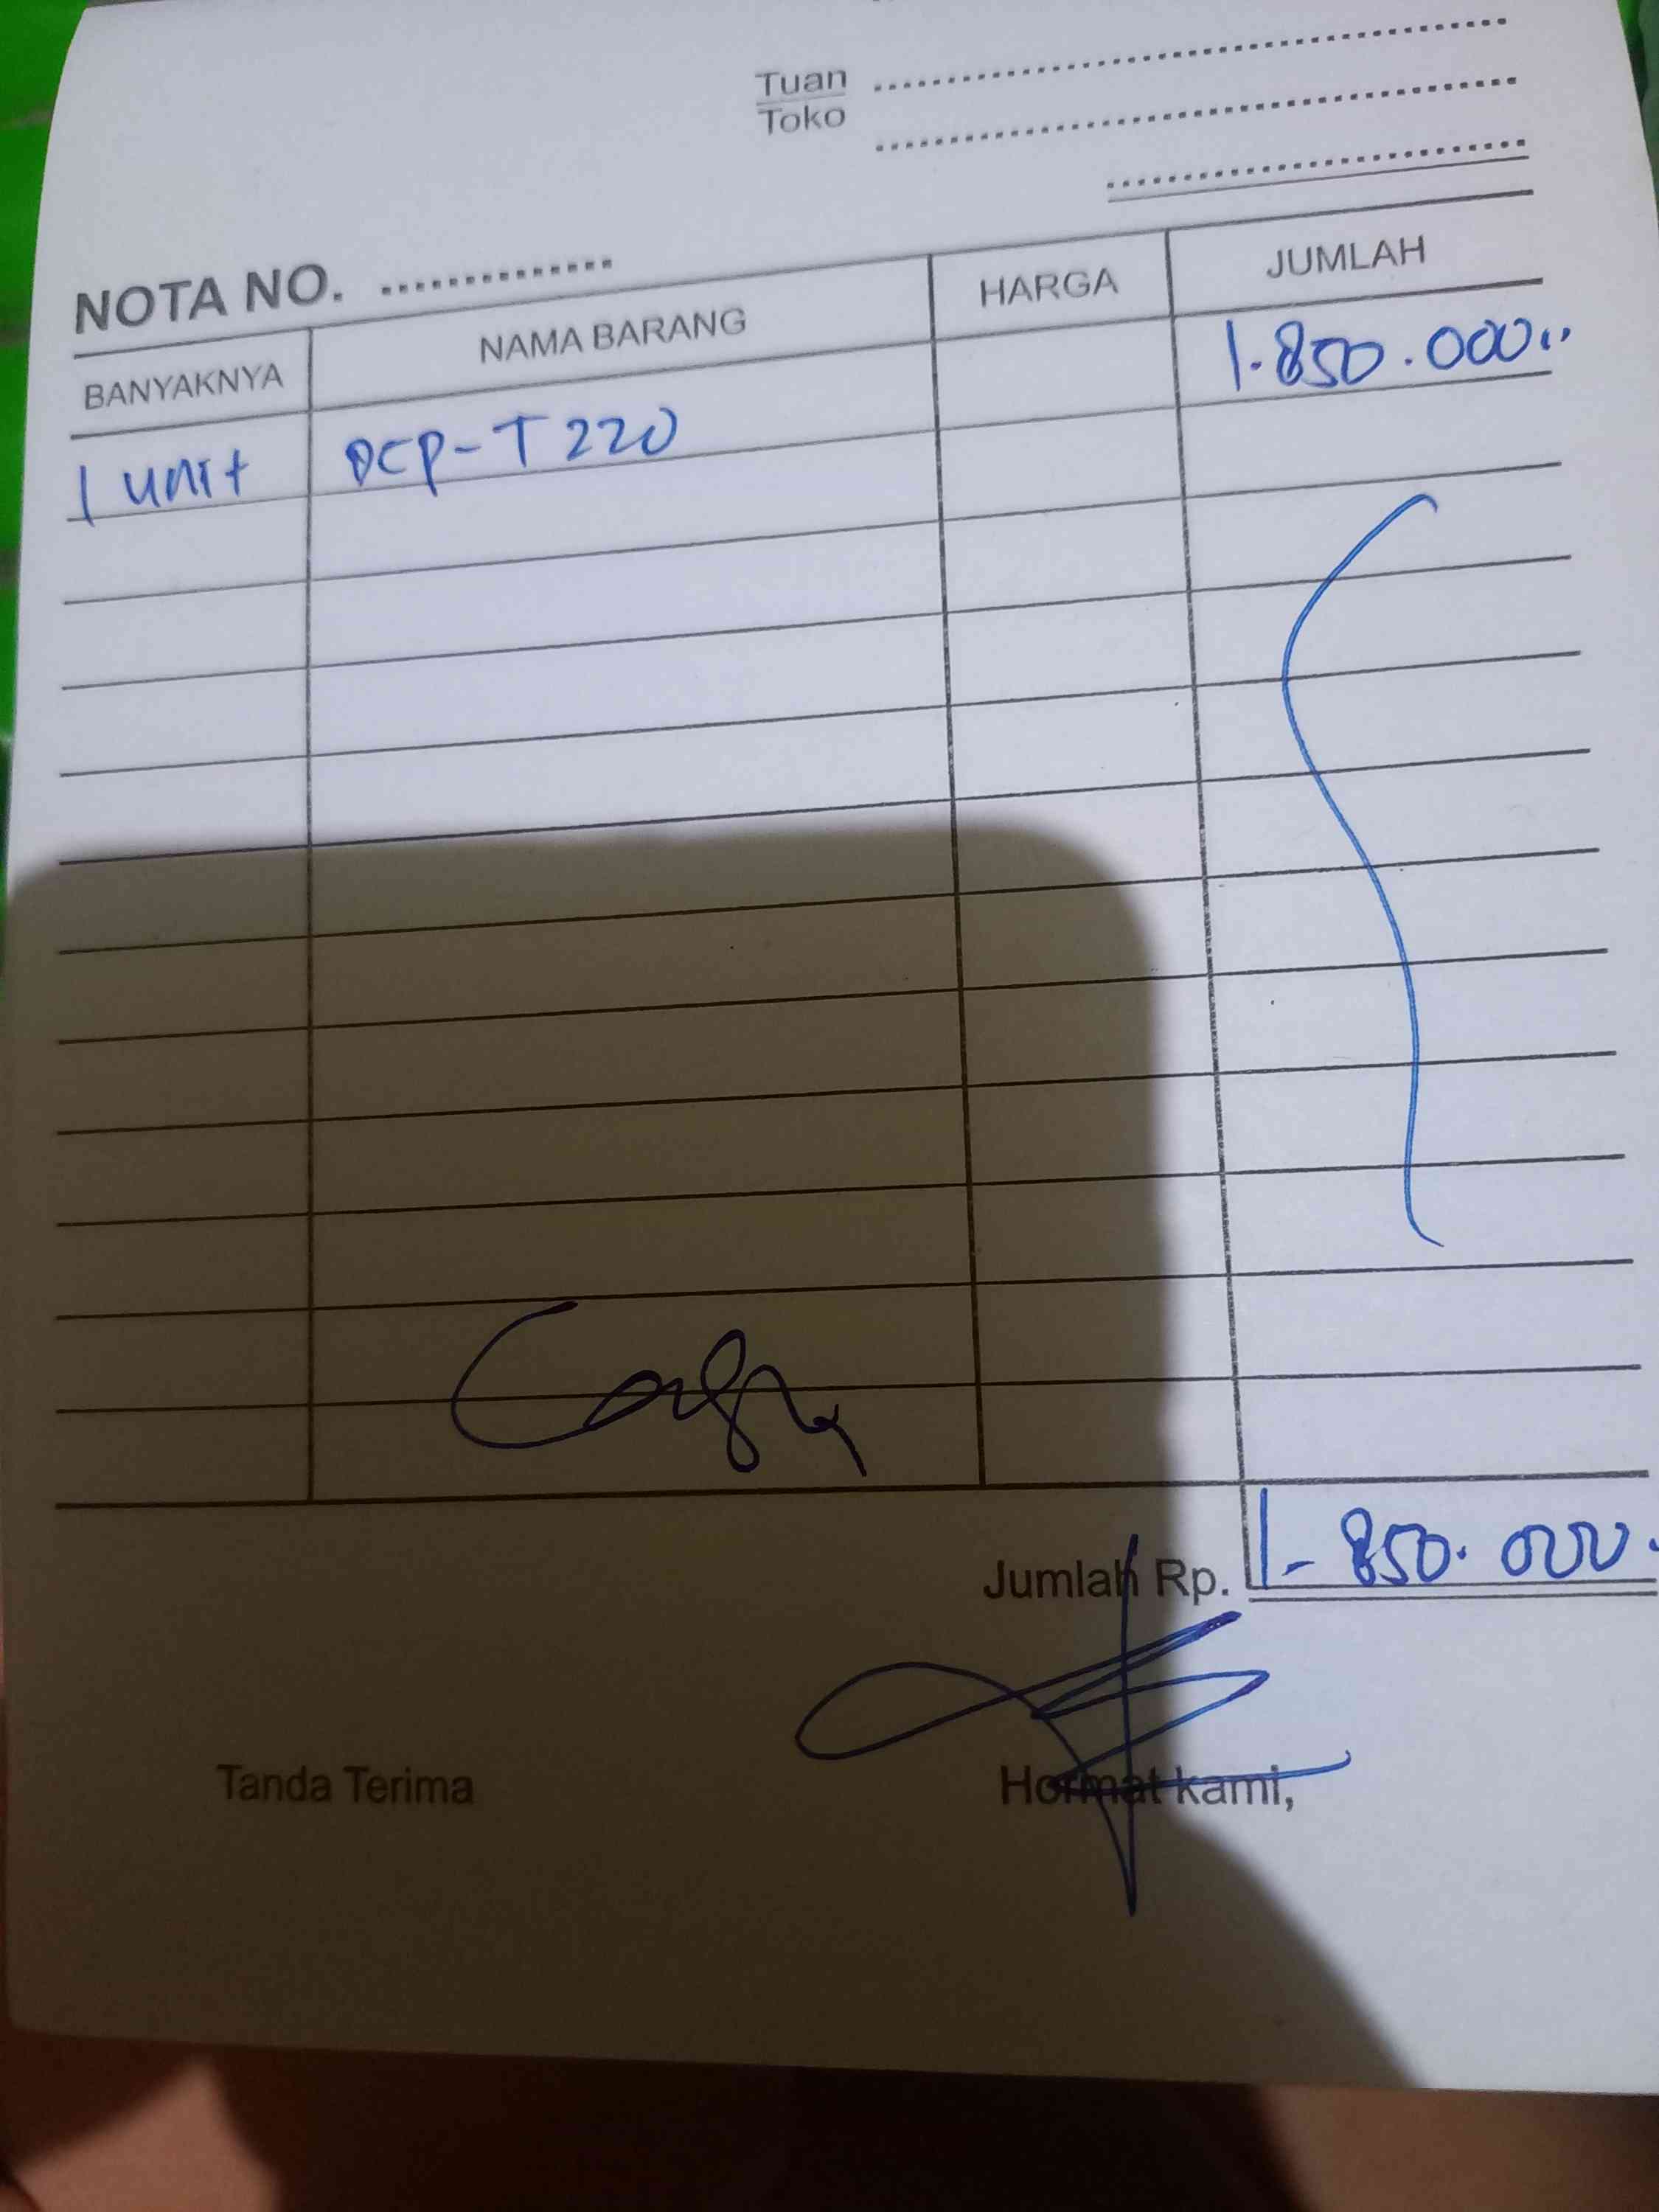 Tuan
Toko
NOTA NO. ..............
BANYAKNYA NAMA BARANG HARGA JUMLAH
1 unit DCP-T220 1.850.000..
Cash
Jumlah Rp. 1-850.000.
Tanda Terima Hormat kami,